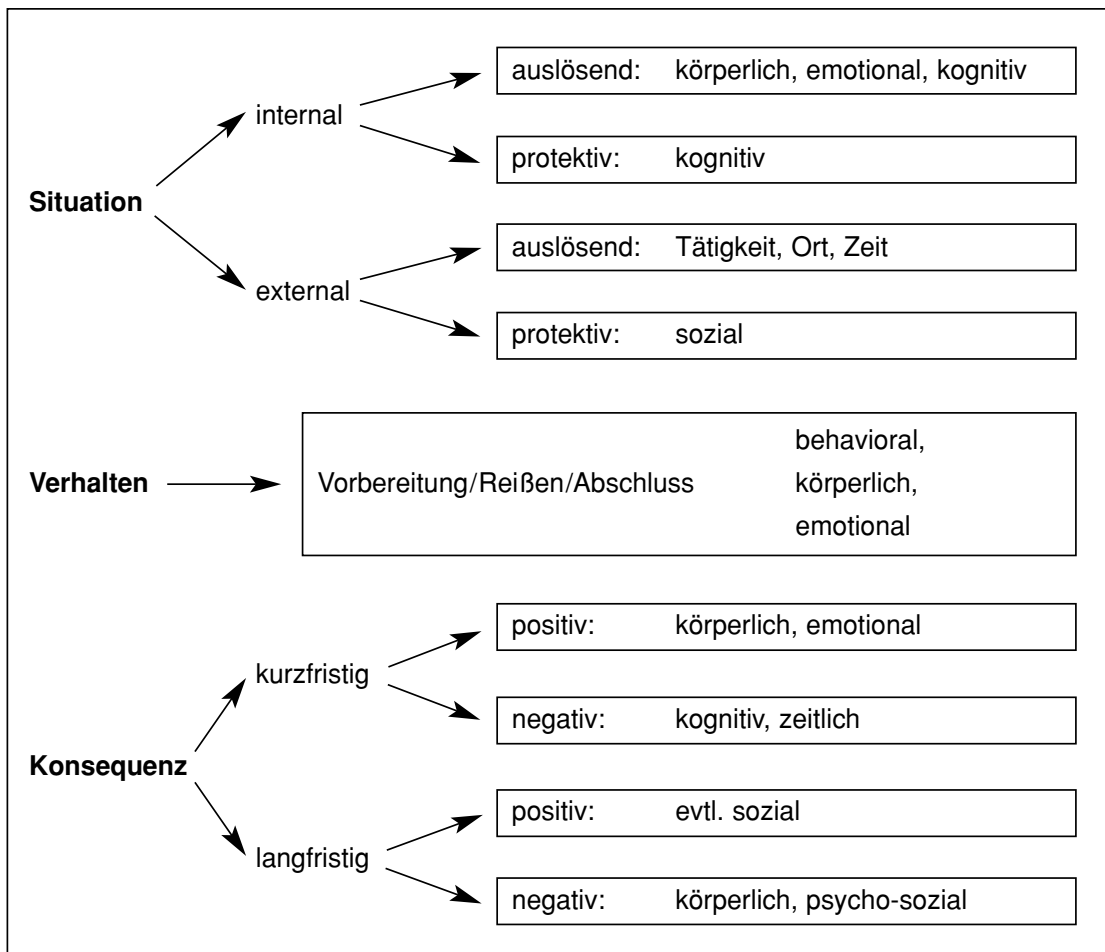 auslösend: körperlich, emotional, kognitiv
internal
protektiv: kognitiv
Situation
auslösend: Tätigkeit, Ort, Zeit
external
protektiv: sozial
behavioral,
Verhalten Vorbereitung/Reißen/Abschluss körperlich,
emotional
positiv: körperlich, emotional
kurzfristig
negativ: kognitiv, zeitlich
Konsequenz
positiv: evtl. sozial
langfristig
negativ: körperlich, psycho-sozial